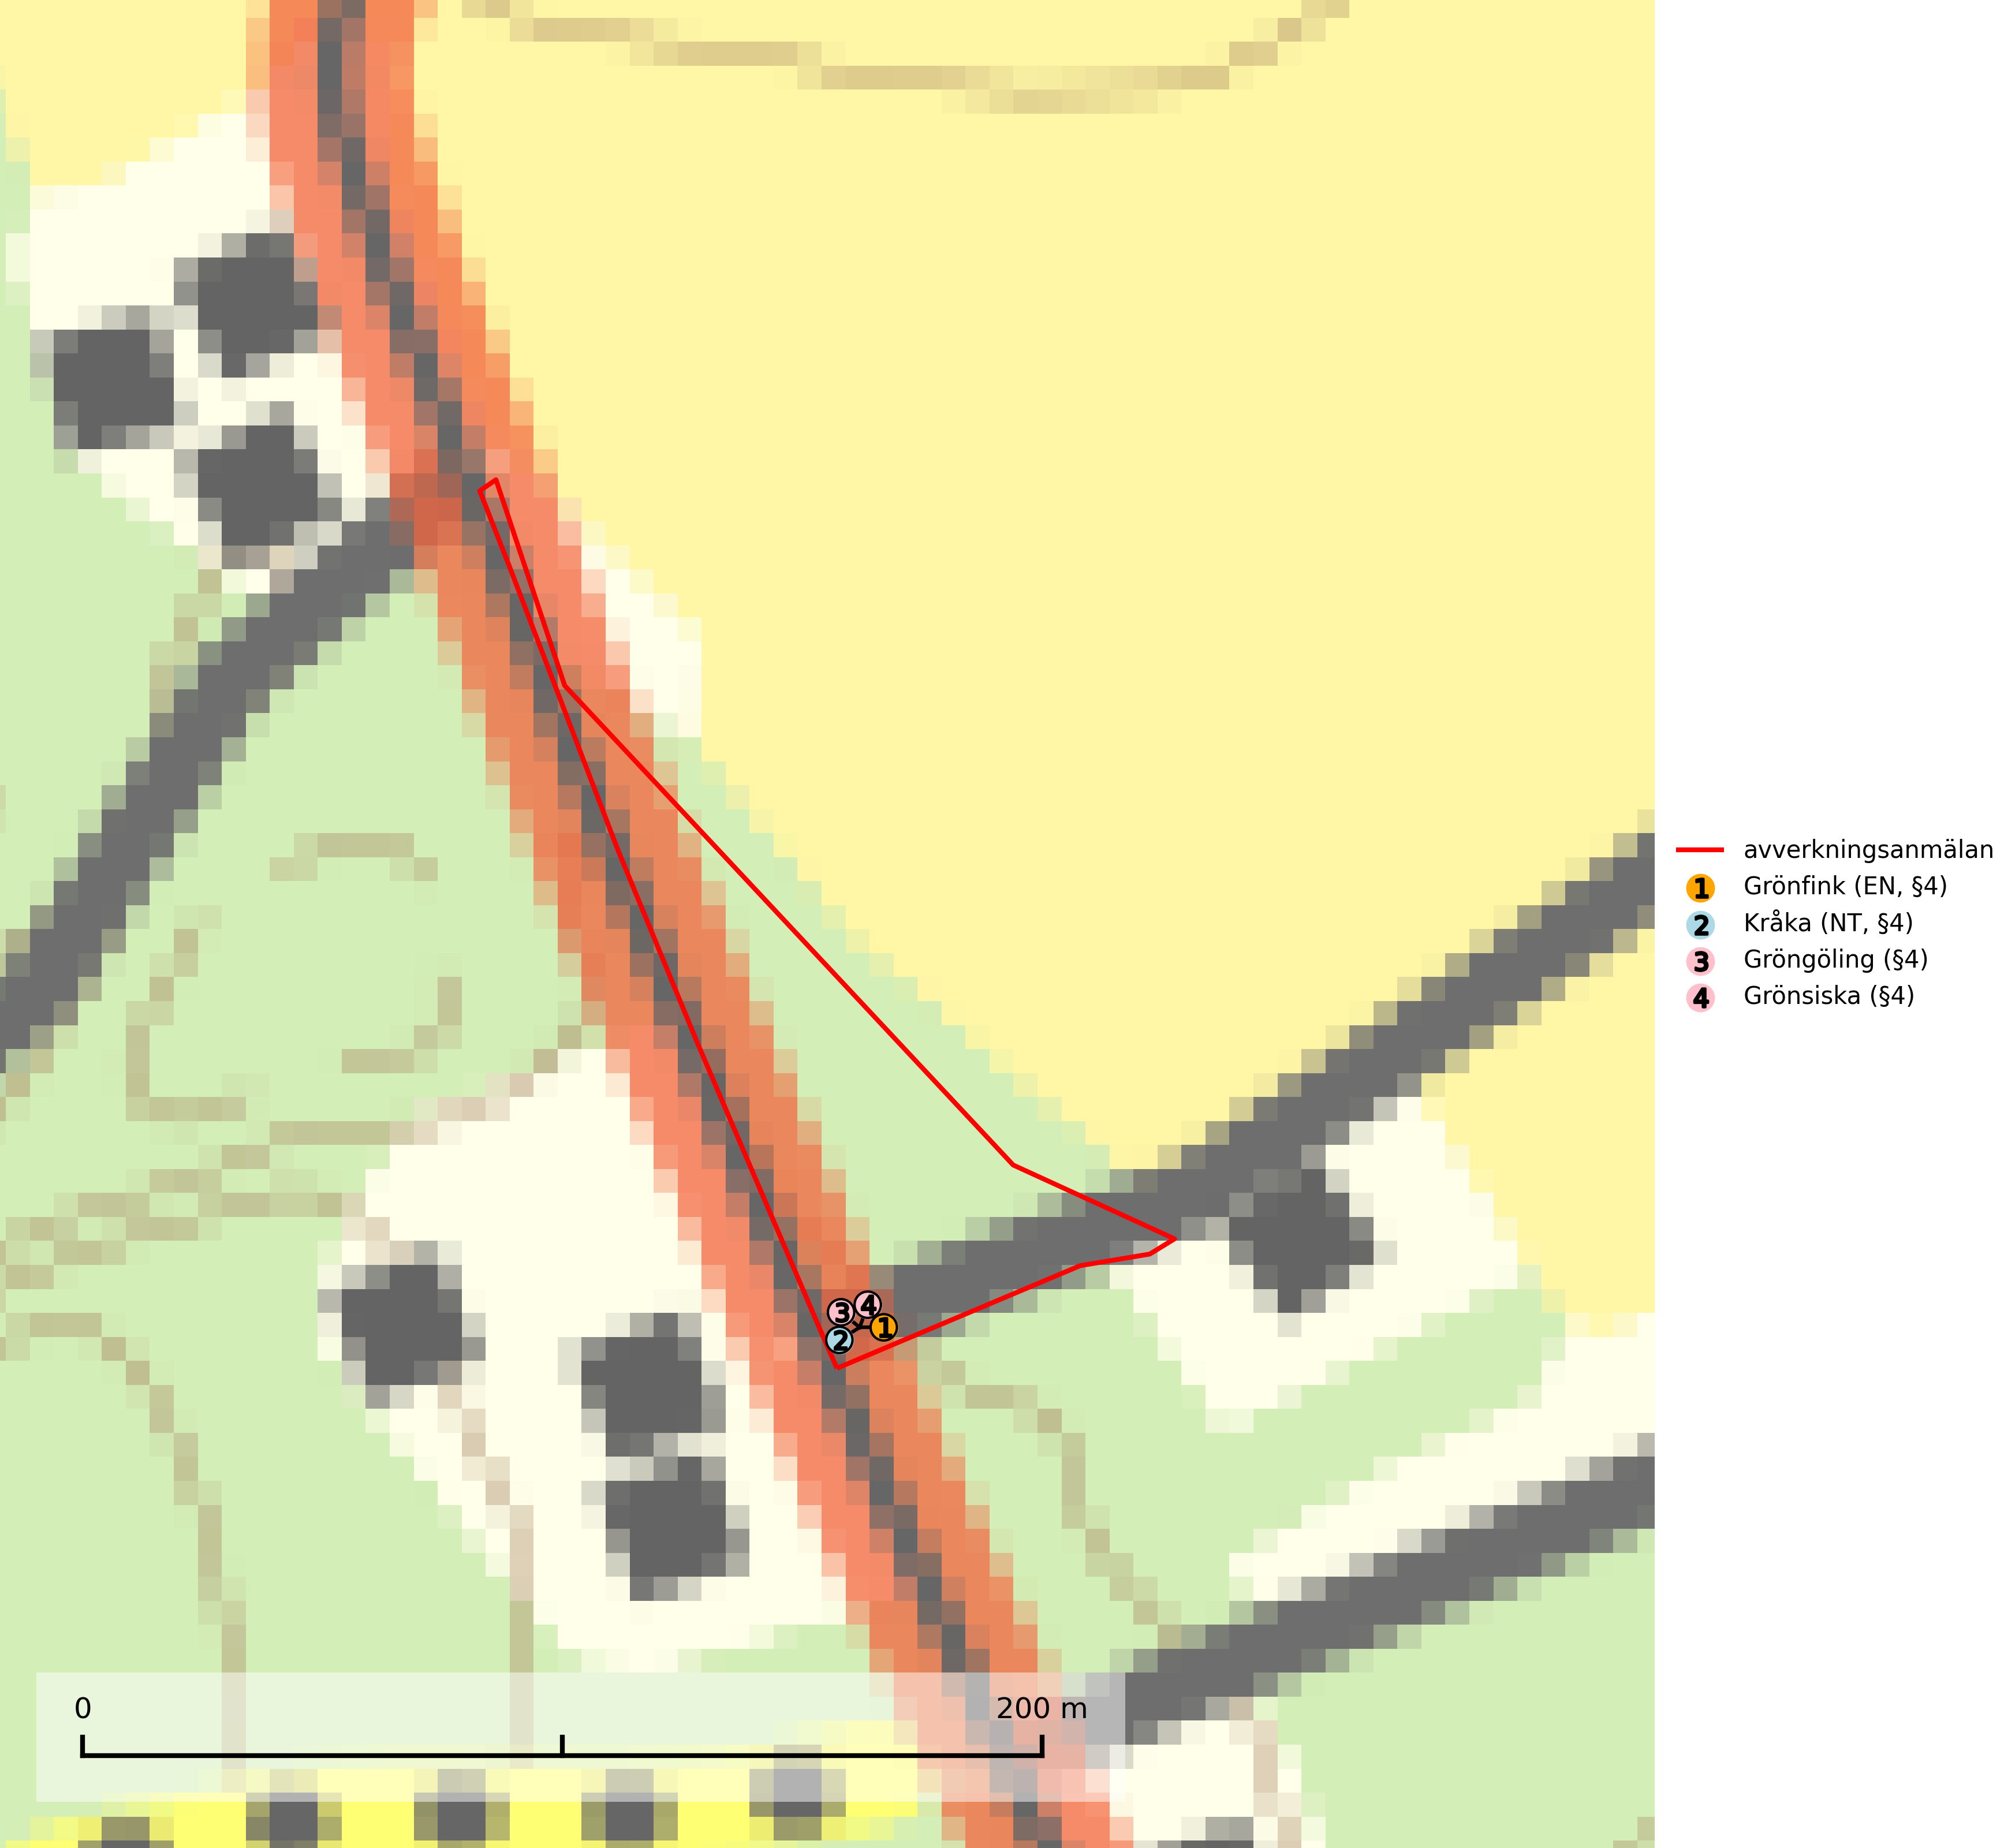 avverkningsanmälan
1 Grönfink (EN, §4)
2 Kråka (NT, §4)
3 Gröngöling (§4)
4 Grönsiska (§4)
3 4
2 1
0 200 m